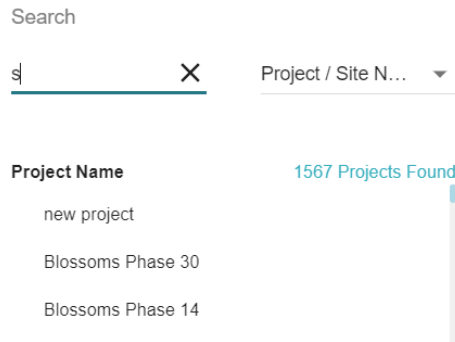 Search
s
Project / Site N...
Project Name
1567 Projects Found
new project
Blossoms Phase 30
Blossoms Phase 14